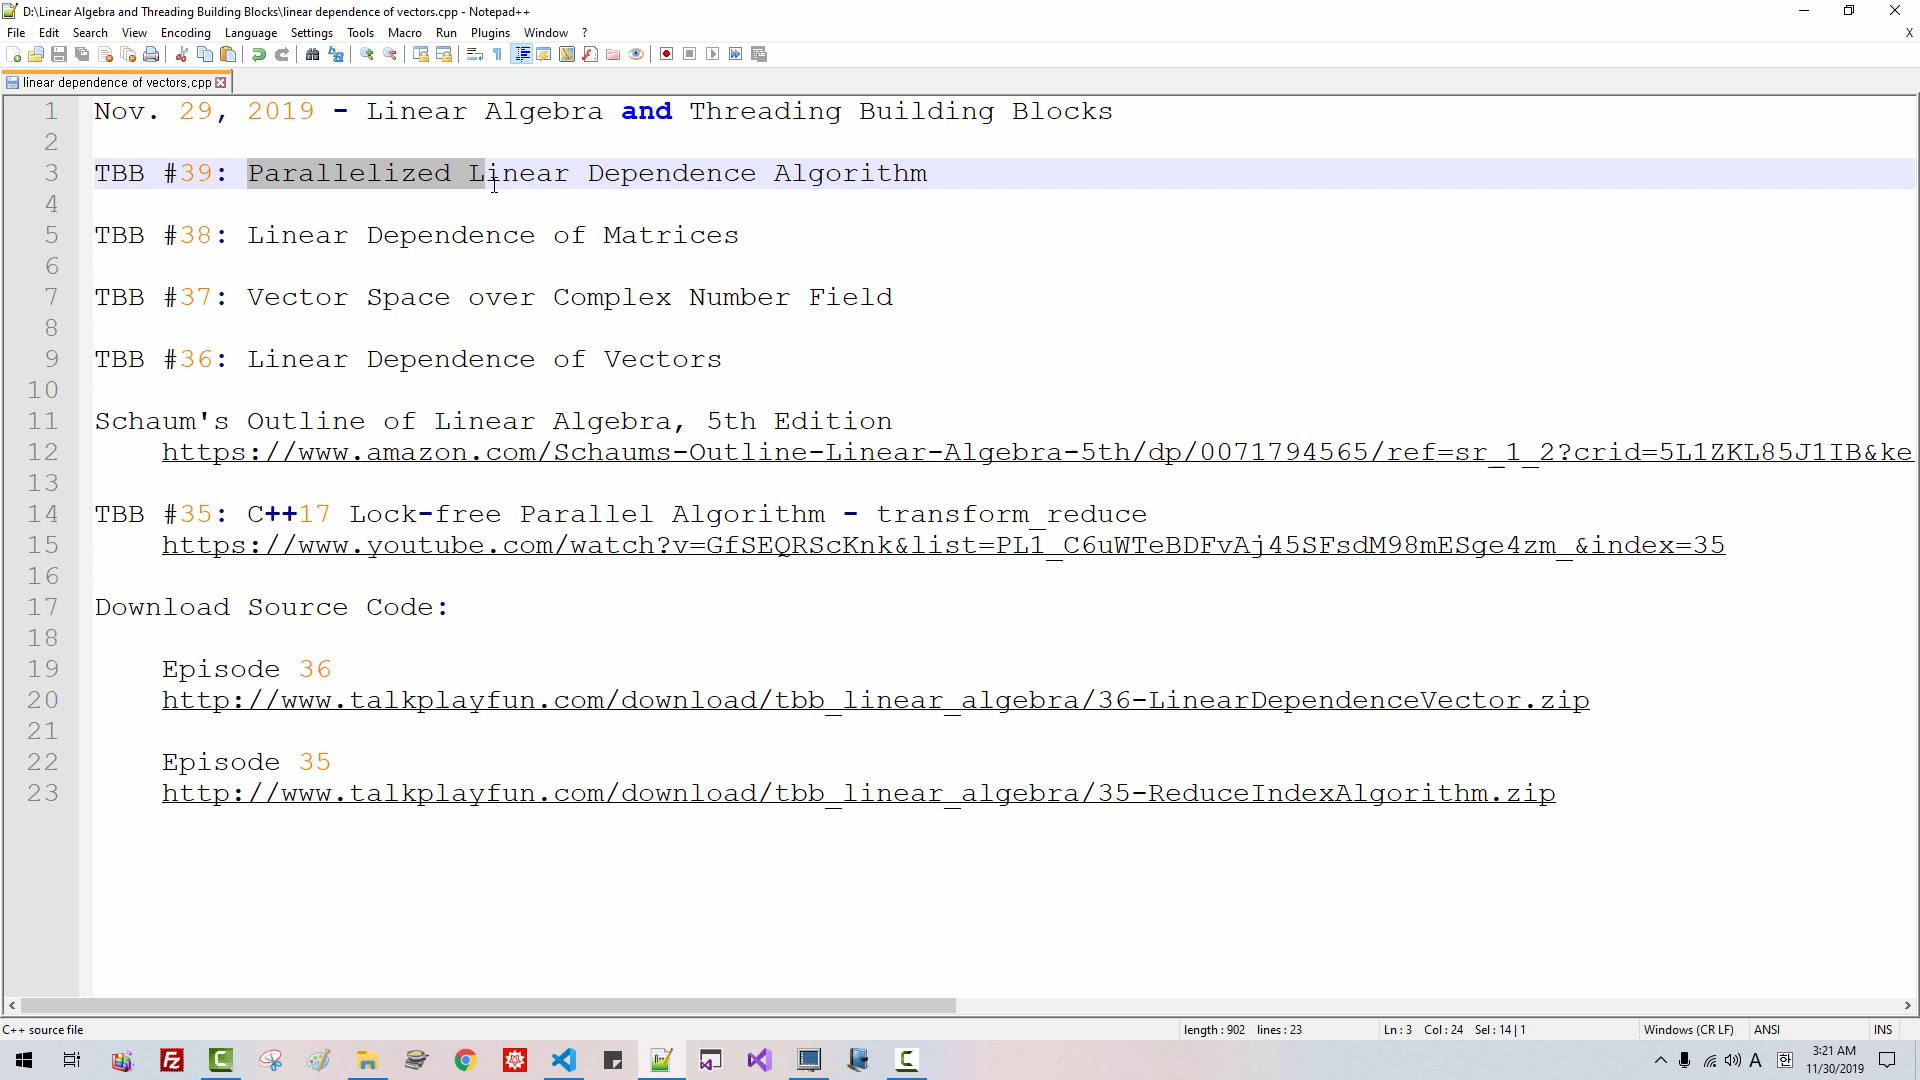 D:\Linear Algebra and Threading Building Blocks\linear dependence of vectors.cpp - Notepad++
File Edit Search View Encoding Language Settings Tools Macro Run Plugins Window ? X
linear dependence of vectors.cpp
1 Nov. 29, 2019 - Linear Algebra and Threading Building Blocks
2
3 TBB #39: Parallelized Linear Dependence Algorithm
4
5 TBB #38: Linear Dependence of Matrices
6
7 TBB #37: Vector Space over Complex Number Field
8
9 TBB #36: Linear Dependence of Vectors
10
11 Schaum's Outline of Linear Algebra, 5th Edition
12 https://www.amazon.com/Schaums-Outline-Linear-Algebra-5th/dp/0071794565/ref=sr_1_2?crid=5L1ZKL85J1IB&ke
13
14 TBB #35: C++17 Lock-free Parallel Algorithm - transform_reduce
15 https://www.youtube.com/watch?v=GfSEQRScKnk&list=PL1_C6uWTeBDFvAj45SFsdM98mESge4zm_&index=35
16
17 Download Source Code:
18
19 Episode 36
20 http://www.talkplayfun.com/download/tbb_linear_algebra/36-LinearDependenceVector.zip
21
22 Episode 35
23 http://www.talkplayfun.com/download/tbb_linear_algebra/35-ReduceIndexAlgorithm.zip
C++ source file length : 902 lines : 23 Ln : 3 Col : 24 Sel : 14 | 1 Windows (CR LF) ANSI INS
A 한 3:21 AM
11/30/2019